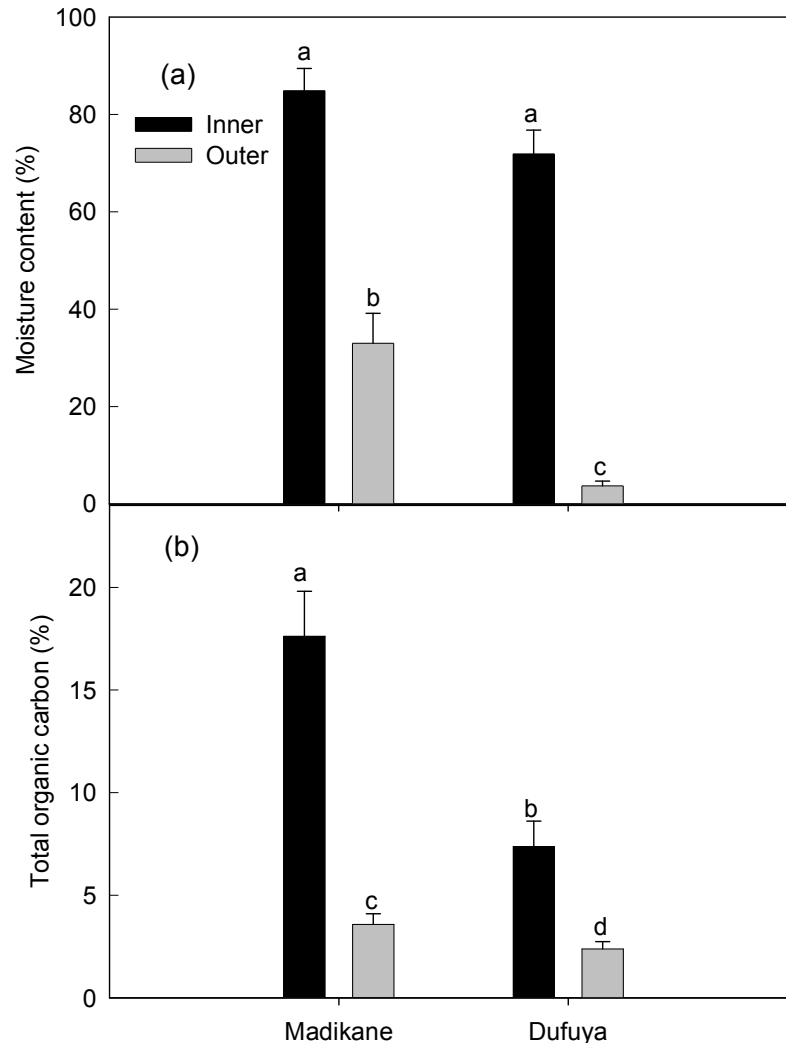 100
(a)
a
Inner
Outer
80
a
60
Moisture content (%)
40
b
20
c
0
(b)
a
20
Total organic carbon (%)
15
10
b
5
c
d
0
Madikane
Dufuya